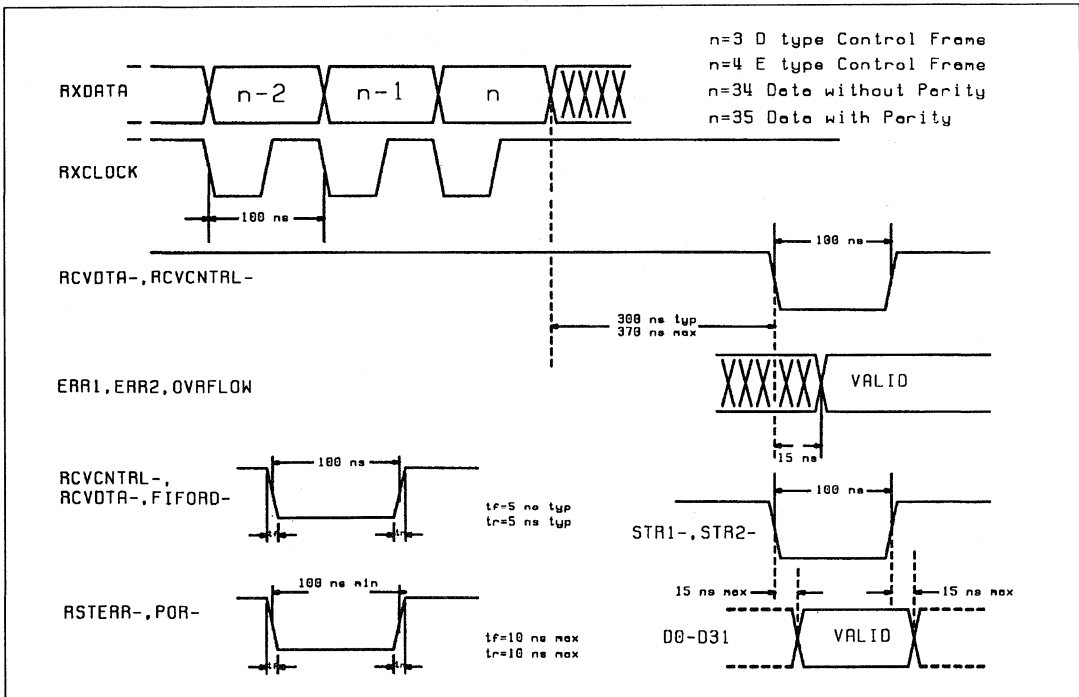 n=3 D type Control Frame
n=4 E type Control Frame
n=34 Data without Parity
n=35 Data with Parity
RXDATA
n-2
n-1
n
RXCLOCK
100 ns
RCVDTA-,RCVCNTRL-
100 ns
300 ns typ
370 ns max
ERR1,ERR2,OVRFLOW
VALID
15 ns
RCVCNTRL-,
RCVDTA-,FIFORD-
100 ns
tf
tr
tf=5 ns typ
tr=5 ns typ
STR1-,STR2-
100 ns
RSTERR-,POR-
100 ns min
tf
tr
tf=10 ns max
tr=10 ns max
15 ns max
15 ns max
D0-D31
VALID